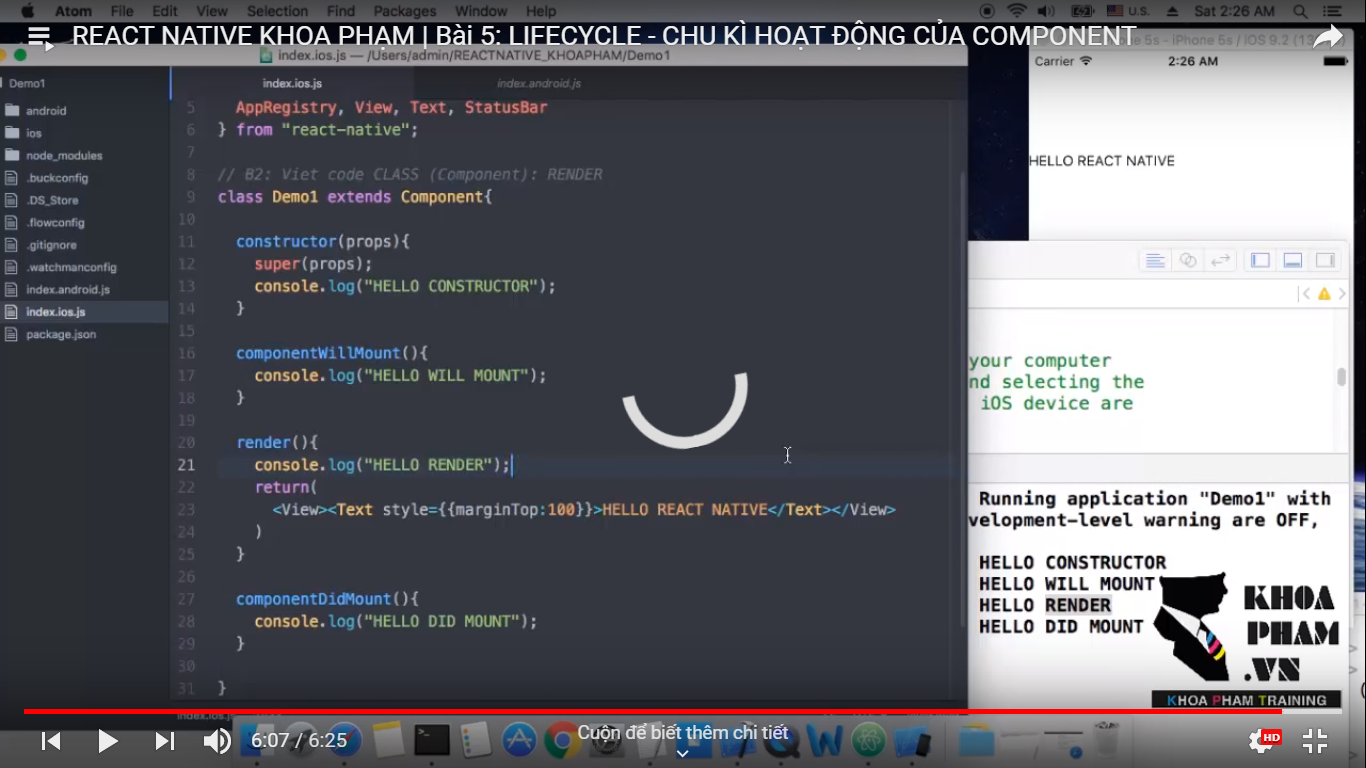 Atom File Edit View Selection Find Packages Window Help U.S. Sat 2:26 AM
REACT NATIVE KHOA PHẠM | Bài 5: LIFECYCLE - CHU KÌ HOẠT ĐỘNG CỦA COMPONENT
index.ios.js — /Users/admin/REACTNATIVE_KHOAPHAM/Demo1
5s - iPhone 5s / iOS 9.2
Carrier 2:26 AM
HELLO REACT NATIVE
Demo1
android
ios
node_modules
.buckconfig
.DS_Store
.flowconfig
.gitignore
.watchmanconfig
index.android.js
index.ios.js
package.json
index.ios.js index.android.js
5 AppRegistry, View, Text, StatusBar
6 } from "react-native";
7
8 // B2: Viet code CLASS (Component): RENDER
9 class Demo1 extends Component{
10
11 constructor(props){
12 super(props);
13 console.log("HELLO CONSTRUCTOR");
14 }
15
16 componentWillMount(){
17 console.log("HELLO WILL MOUNT");
18 }
19
20 render(){
21 console.log("HELLO RENDER");
22 return(
23 <View><Text style={{marginTop:100}}>HELLO REACT NATIVE</Text></View>
24 )
25 }
26
27 componentDidMount(){
28 console.log("HELLO DID MOUNT");
29 }
30
31 }
your computer
nd selecting the
iOS device are
Running application "Demo1" with
velopment-level warning are OFF,
HELLO CONSTRUCTOR
HELLO WILL MOUNT
HELLO RENDER
HELLO DID MOUNT
KHOA
PHAM
.VN
KHOA PHAM TRAINING
index.ios.js
6:07 / 6:25
Cuộn để biết thêm chi tiết
HD